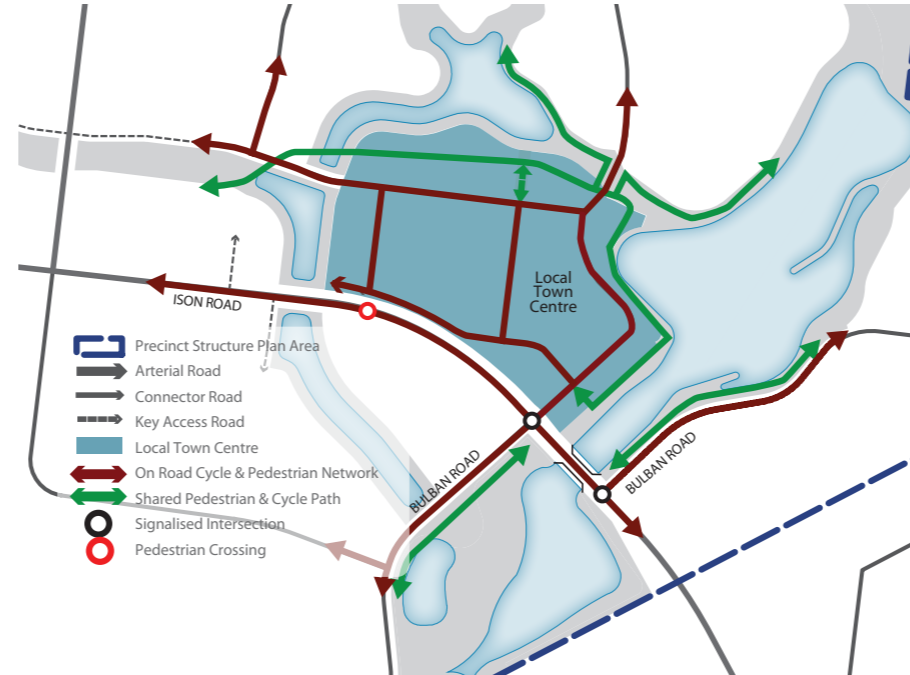 Local
Town
Centre
ISON ROAD
Precinct Structure Plan Area
Arterial Road
Connector Road
Key Access Road
Local Town Centre
On Road Cycle & Pedestrian Network
Shared Pedestrian & Cycle Path
Signalised Intersection
Pedestrian Crossing
BULBAN ROAD
BULBAN ROAD